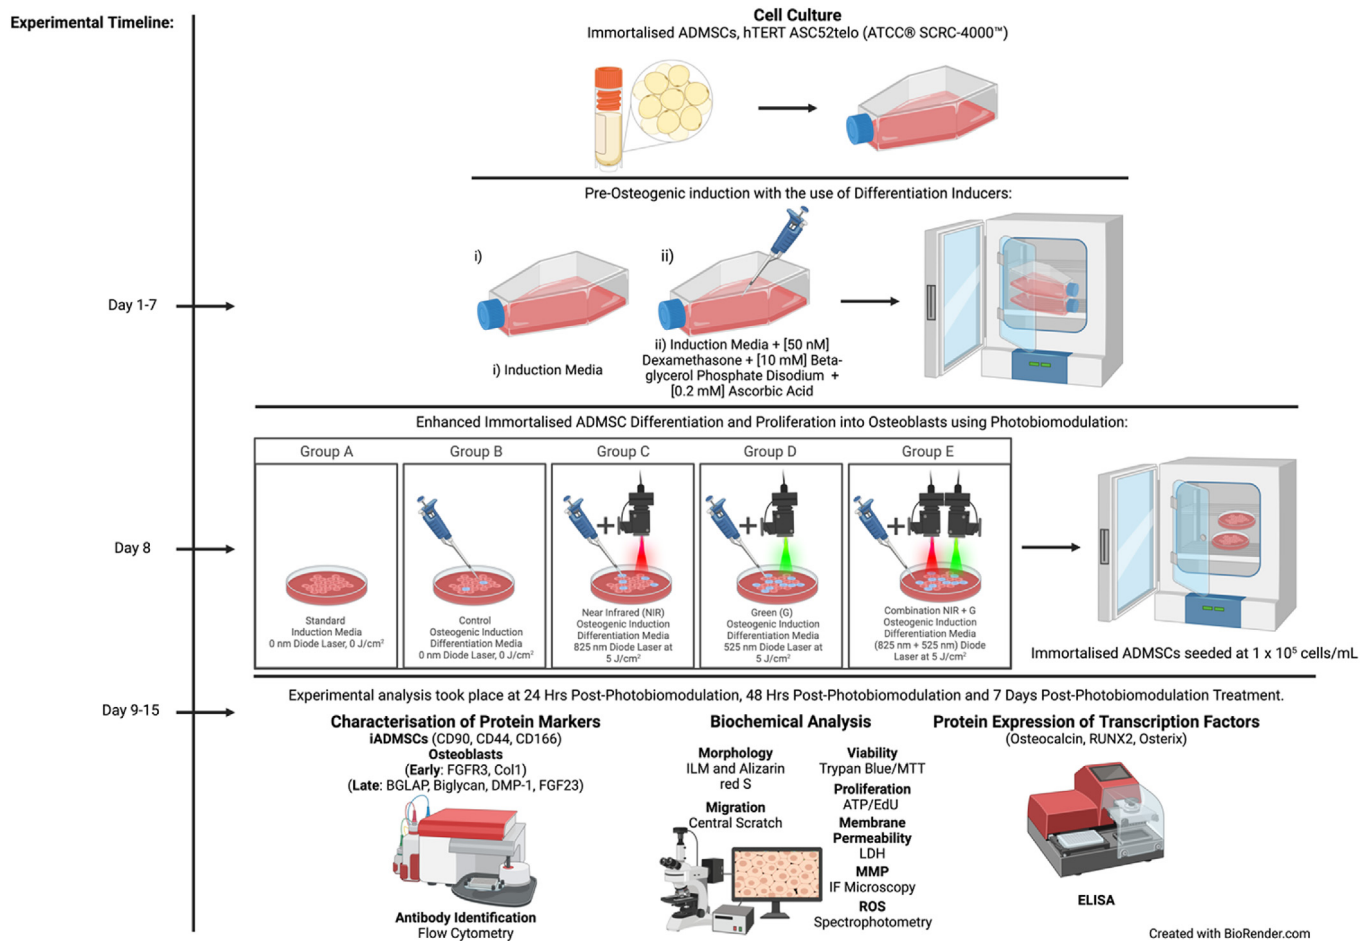 Experimental Timeline:
Cell Culture
Immortalised ADMSCs, hTERT ASC52telo (ATCC® SCRC-4000™)
Pre-Osteogenic induction with the use of Differentiation Inducers:
i)
ii)
Day 1-7
i) Induction Media
ii) Induction Media + [50 nM]
Dexamethasone + [10 mM] Beta-
glycerol Phosphate Disodium +
[0.2 mM] Ascorbic Acid
Enhanced Immortalised ADMSC Differentiation and Proliferation into Osteoblasts using Photobiomodulation:
Group A
Group B
Group C
Group D
Group E
Day 8
Standard
Induction Media
0 nm Diode Laser, 0 J/cm²
Control
Osteogenic Induction
Differentiation Media
0 nm Diode Laser, 0 J/cm²
Near Infrared (NIR)
Osteogenic Induction
Differentiation Media
825 nm Diode Laser at
5 J/cm²
Green (G)
Osteogenic Induction
Differentiation Media
525 nm Diode Laser at
5 J/cm²
Combination NIR + G
Osteogenic Induction
Differentiation Media
(825 nm + 525 nm) Diode
Laser at 5 J/cm²
Immortalised ADMSCs seeded at 1 x 10⁵ cells/mL
Day 9-15
Experimental analysis took place at 24 Hrs Post-Photobiomodulation, 48 Hrs Post-Photobiomodulation and 7 Days Post-Photobiomodulation Treatment.
Characterisation of Protein Markers
iADMSCs (CD90, CD44, CD166)
Osteoblasts
(Early: FGFR3, Col1)
(Late: BGLAP, Biglycan, DMP-1, FGF23)
Antibody Identification
Flow Cytometry
Biochemical Analysis
Morphology
ILM and Alizarin
red S
Migration
Central Scratch
Viability
Trypan Blue/MTT
Proliferation
ATP/EdU
Membrane
Permeability
LDH
MMP
IF Microscopy
ROS
Spectrophotometry
Protein Expression of Transcription Factors
(Osteocalcin, RUNX2, Osterix)
ELISA
Created with BioRender.com